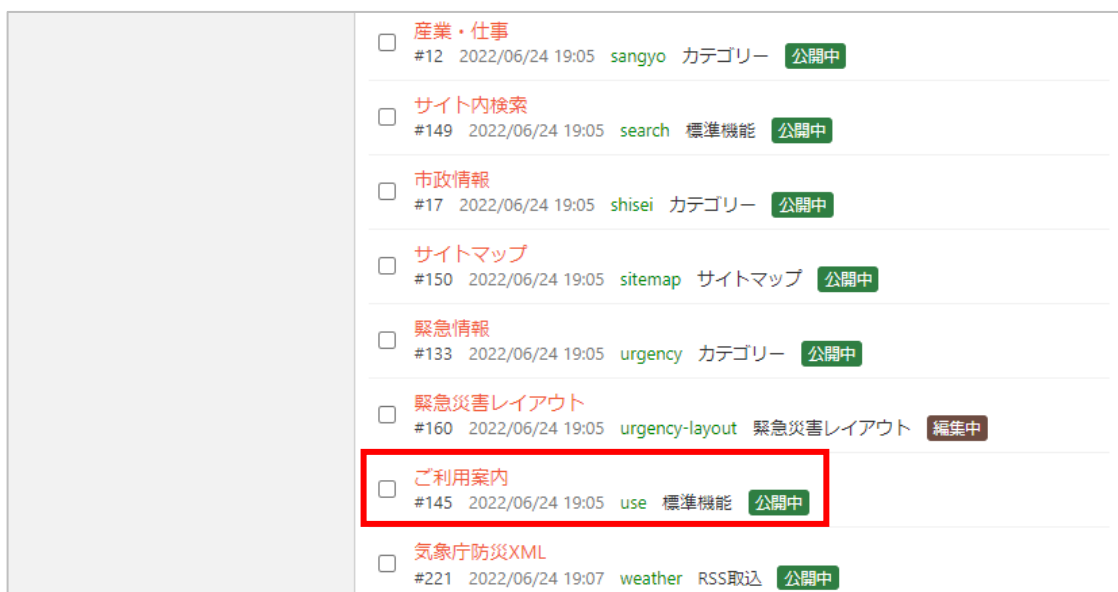 産業・仕事
#12 2022/06/24 19:05 sangyo カテゴリー 公開中
サイト内検索
#149 2022/06/24 19:05 search 標準機能 公開中
市政情報
#17 2022/06/24 19:05 shisei カテゴリー 公開中
サイトマップ
#150 2022/06/24 19:05 sitemap サイトマップ 公開中
緊急情報
#133 2022/06/24 19:05 urgency カテゴリー 公開中
緊急災害レイアウト
#160 2022/06/24 19:05 urgency-layout 緊急災害レイアウト 編集中
ご利用案内
#145 2022/06/24 19:05 use 標準機能 公開中
気象庁防災XML
#221 2022/06/24 19:07 weather RSS取込 公開中